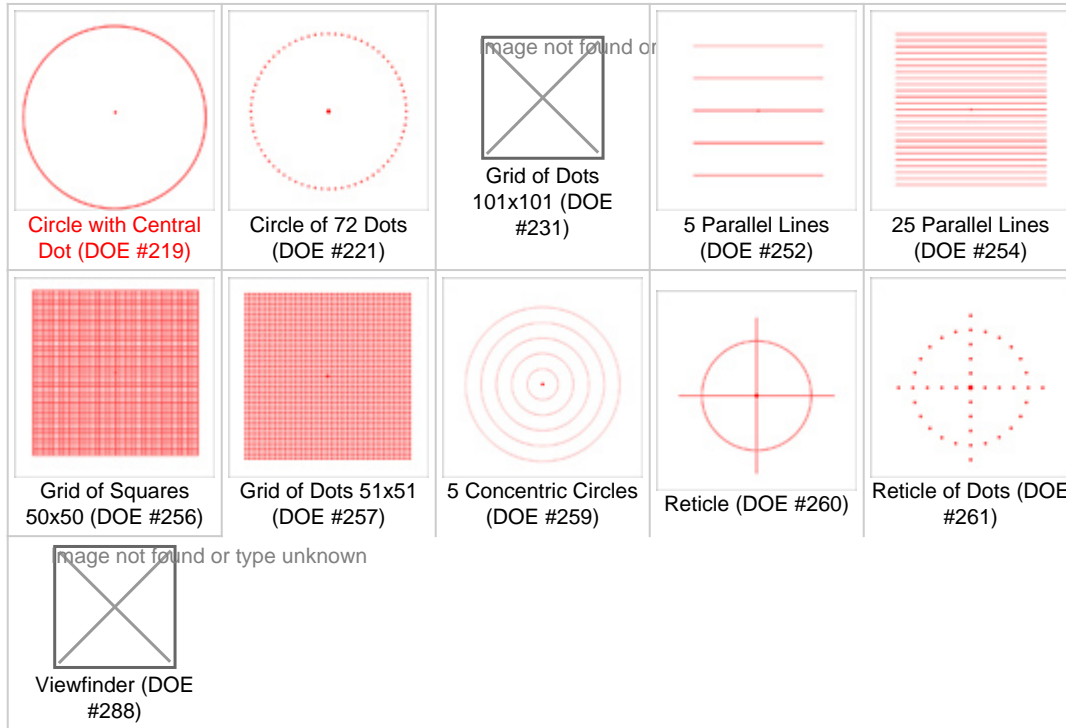 Circle with Central
Dot (DOE #219)
Circle of 72 Dots
(DOE #221)
Image not found or
Grid of Dots
101x101 (DOE
#231)
5 Parallel Lines
(DOE #252)
25 Parallel Lines
(DOE #254)
Grid of Squares
50x50 (DOE #256)
Grid of Dots 51x51
(DOE #257)
5 Concentric Circles
(DOE #259)
Reticle (DOE #260)
Reticle of Dots (DOE
#261)
Image not found or type unknown
Viewfinder (DOE
#288)